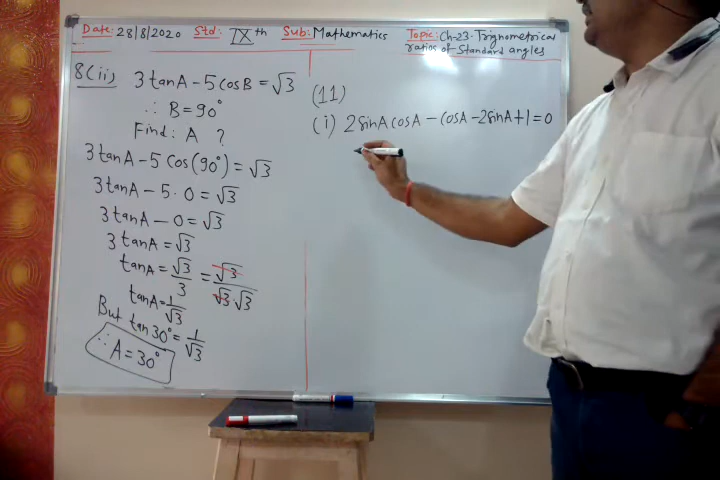 Date: 28/8/2020 Std: IXth Sub: Mathematics Topic: Ch-23. Trignometrical
ratios of Standard angles
8(ii) 3 tanA - 5 cosB = √3
∴ B = 90°
Find: A ?
3 tanA - 5 Cos(90°) = √3
3 tanA - 5 · 0 = √3
3 tanA - 0 = √3
3 tanA = √3
tanA = √3/3 = √3/√3·√3
tanA = 1/√3
But tan 30° = 1/√3
∴ A = 30°
(11)
(i) 2 sinA cosA - cosA - 2 sinA + 1 = 0